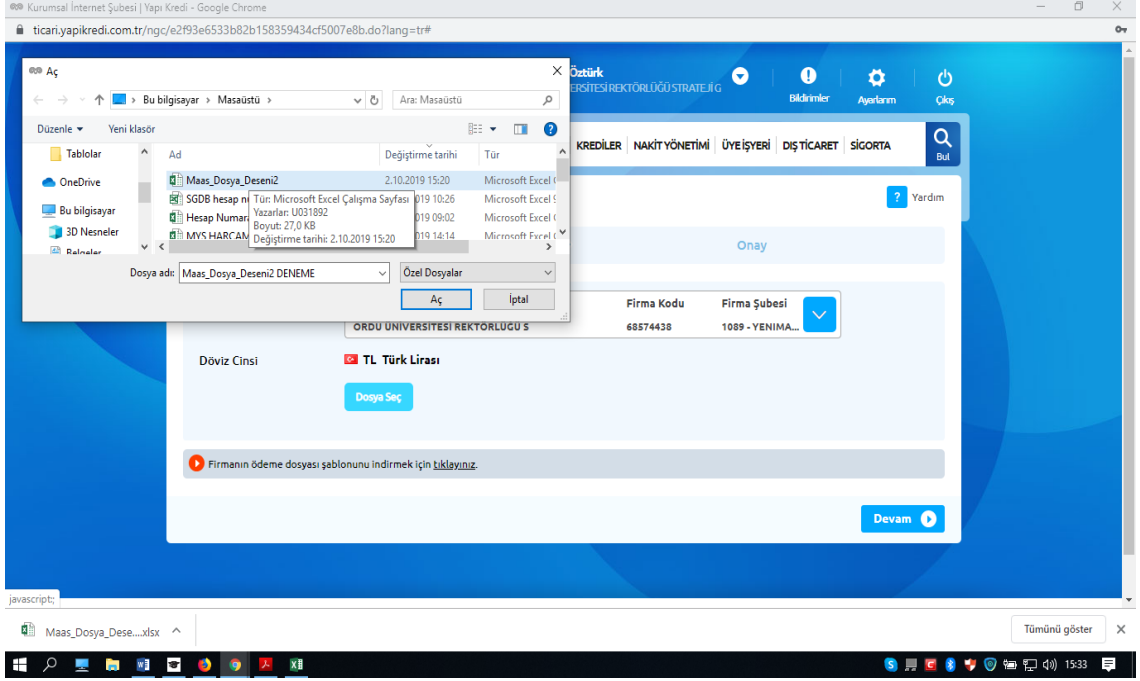 Kurumsal İnternet Şubesi | Yapı Kredi - Google Chrome
ticari.yapikredi.com.tr/ngc/e2f93e6533b82b158359434cf5007e8b.do?lang=tr#
Aç
Bu bilgisayar > Masaüstü >
Ara: Masaüstü
Düzenle
Yeni klasör
Tablolar
OneDrive
Bu bilgisayar
3D Nesneler
Belgeler
Ad Değiştirme tarihi Tür
Maas_Dosya_Deseni2 2.10.2019 15:20 Microsoft Excel
SGDB hesap 019 10:26 Microsoft Excel
Hesap 019 09:02 Microsoft Excel
MYS HARCAM 019 14:14 Microsoft Excel
Tür: Microsoft Excel Çalışma Sayfası
Yazarlar: U031892
Boyut: 27,0 KB
Değiştirme tarihi: 2.10.2019 15:20
Dosya adı: Maas_Dosya_Deseni2 DENEME
Özel Dosyalar
Aç
İptal
Öztürk
ERSİTESİ REKTÖRLÜĞÜ STRATEJİ G
Bildirimler
Ayarlarım
Çıkış
KREDİLER NAKİT YÖNETİMİ ÜYE İŞYERİ DIŞ TİCARET SİGORTA
Bul
? Yardım
Onay
Firma Kodu Firma Şubesi
ORDU ÜNİVERSİTESİ REKTÖRLÜĞÜ S 68574438 1089 - YENIMA...
Döviz Cinsi TL Türk Lirası
Dosya Seç
Firmanın ödeme dosyası şablonunu indirmek için tıklayınız.
Devam
javascript:;
Maas_Dosya_Dese....xlsx
Tümünü göster
15:33